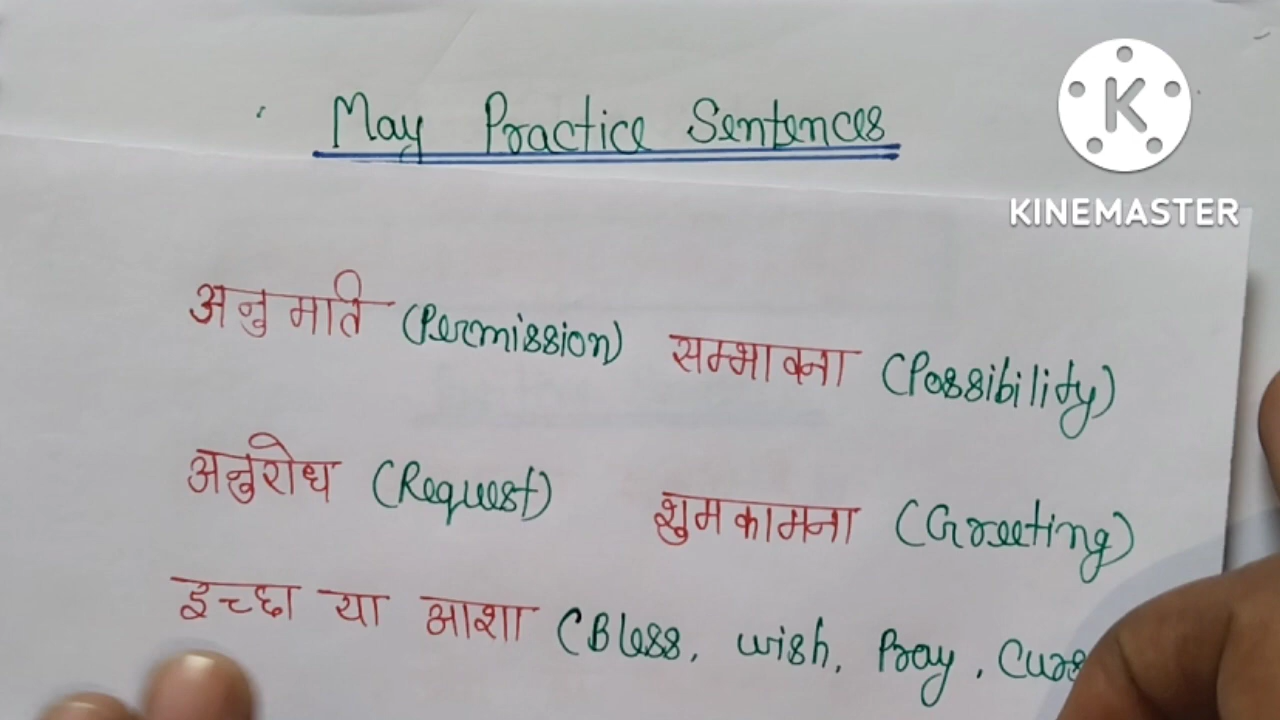 May Practice Sentences
KINEMASTER
अनुमति (Permission) सम्भावना (Possibility)
अनुरोध (Request) शुभकामना (Greeting)
इच्छा या आशा (Bless, wish, Pray,